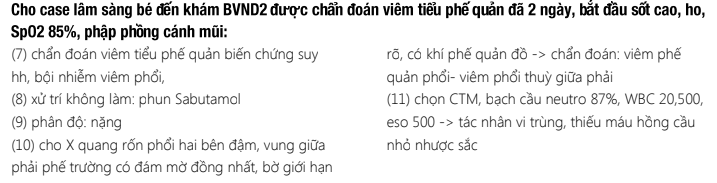 Cho case lâm sàng bé đến khám BVND2 được chẩn đoán viêm tiểu phế quản đã 2 ngày, bắt đầu sốt cao, ho,
SpO2 85%, phập phồng cánh mũi:
(7) chẩn đoán viêm tiểu phế quản biến chứng suy
hh, bội nhiễm viêm phổi,
(8) xử trí không làm: phun Sabutamol
(9) phân độ: nặng
(10) cho X quang rốn phổi hai bên đậm, vung giữa
phải phế trường có đám mờ đồng nhất, bờ giới hạn
rõ, có khí phế quản đồ -> chẩn đoán: viêm phế
quản phổi- viêm phổi thuỳ giữa phải
(11) chọn CTM, bạch cầu neutro 87%, WBC 20,500,
eso 500 -> tác nhân vi trùng, thiếu máu hồng cầu
nhỏ nhược sắc